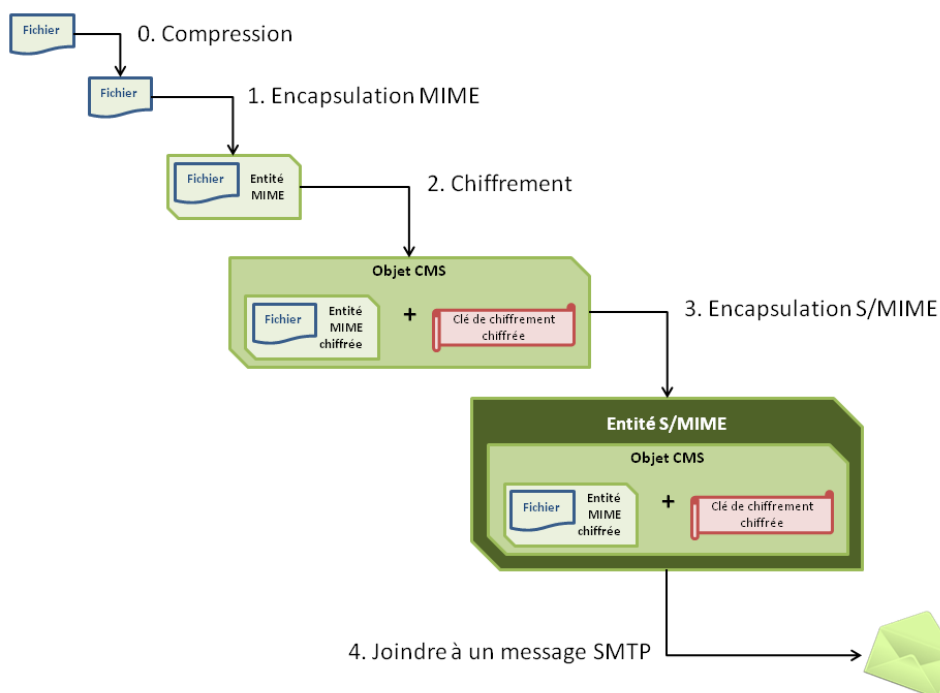 Fichier
0. Compression
Fichier
1. Encapsulation MIME
Fichier
Entité
MIME
2. Chiffrement
Objet CMS
Fichier
Entité
MIME
chiffrée
+
Clé de chiffrement
chiffrée
3. Encapsulation S/MIME
Entité S/MIME
Objet CMS
Fichier
Entité
MIME
chiffrée
+
Clé de chiffrement
chiffrée
4. Joindre à un message SMTP